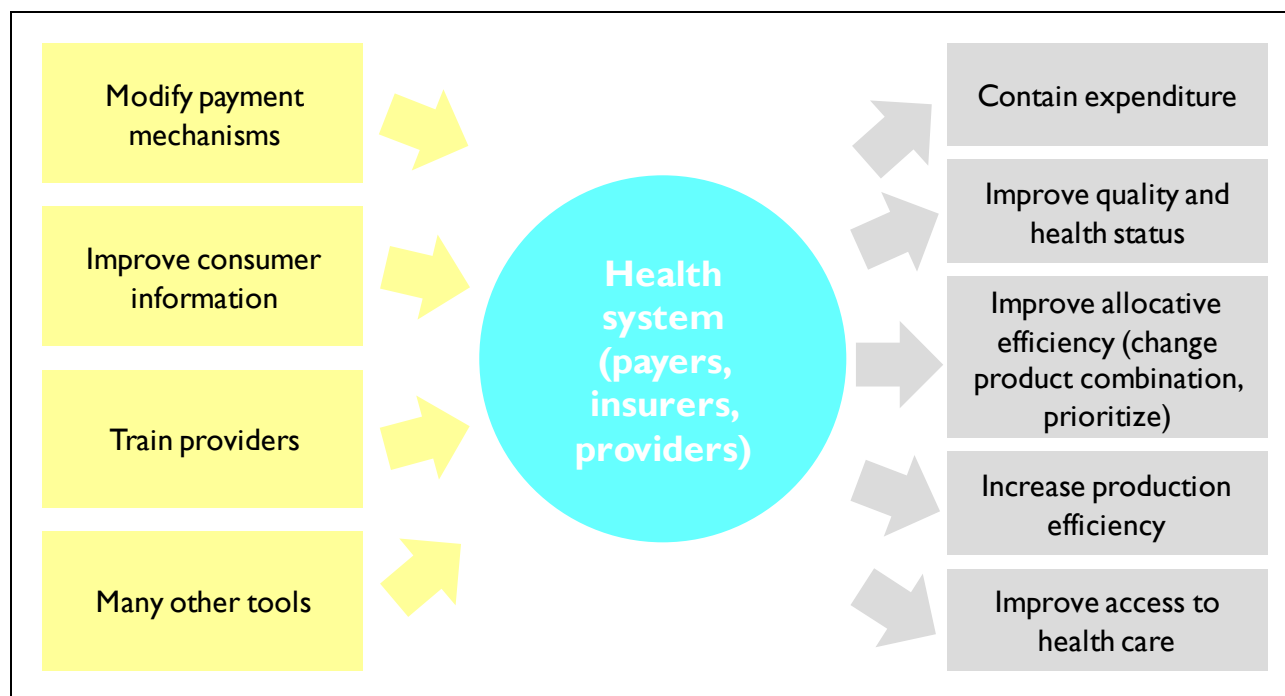 Modify payment
mechanisms
Improve consumer
information
Train providers
Many other tools
Health
system
(payers,
insurers,
providers)
Contain expenditure
Improve quality and
health status
Improve allocative
efficiency (change
product combination,
prioritize)
Increase production
efficiency
Improve access to
health care